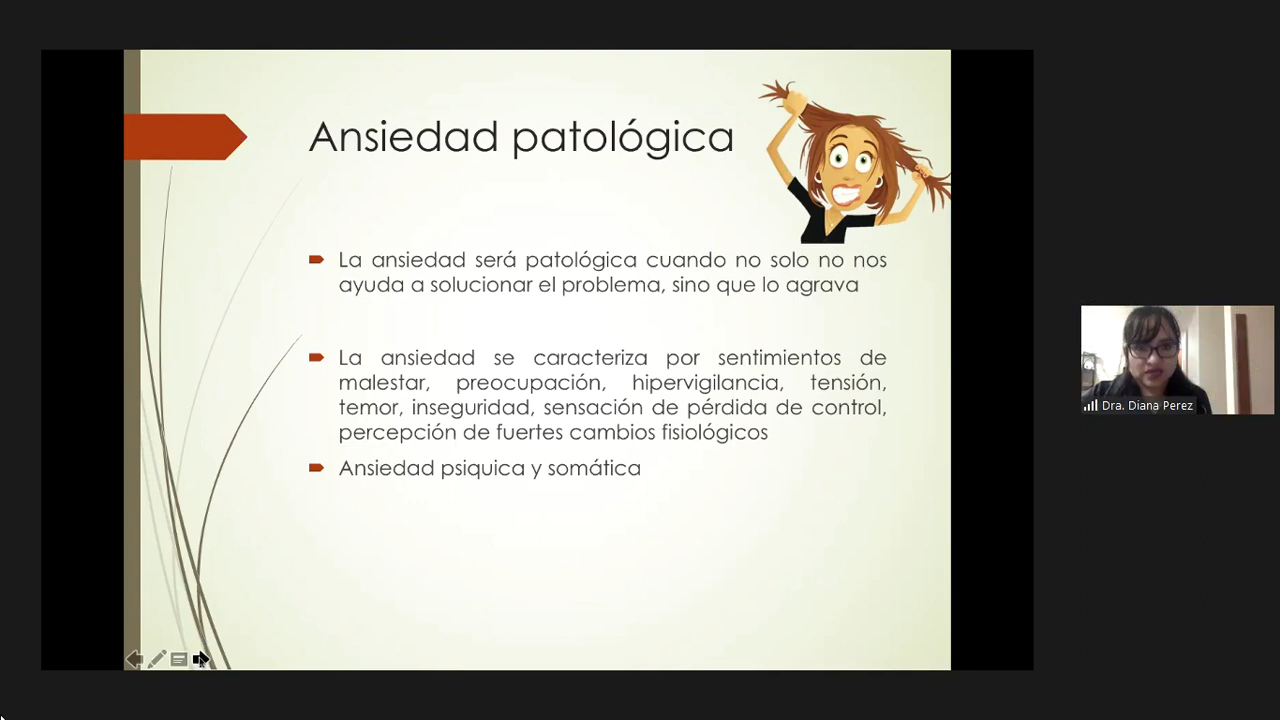 Ansiedad patológica
La ansiedad será patológica cuando no solo no nos
ayuda a solucionar el problema, sino que lo agrava
La ansiedad se caracteriza por sentimientos de
malestar, preocupación, hipervigilancia, tensión,
temor, inseguridad, sensación de pérdida de control,
percepción de fuertes cambios fisiológicos
Ansiedad psiquica y somática
Dra. Diana Perez